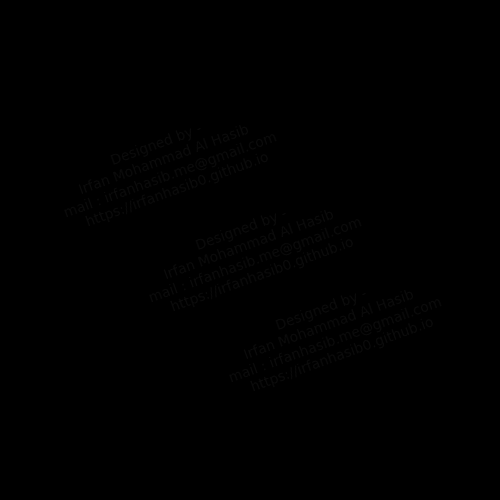 Designed by -
Irfan Mohammad Al Hasib
mail : irfanhasib.me@gmail.com
https://irfanhasib0.github.io
Designed by -
Irfan Mohammad Al Hasib
mail : irfanhasib.me@gmail.com
https://irfanhasib0.github.io
Designed by -
Irfan Mohammad Al Hasib
mail : irfanhasib.me@gmail.com
https://irfanhasib0.github.io